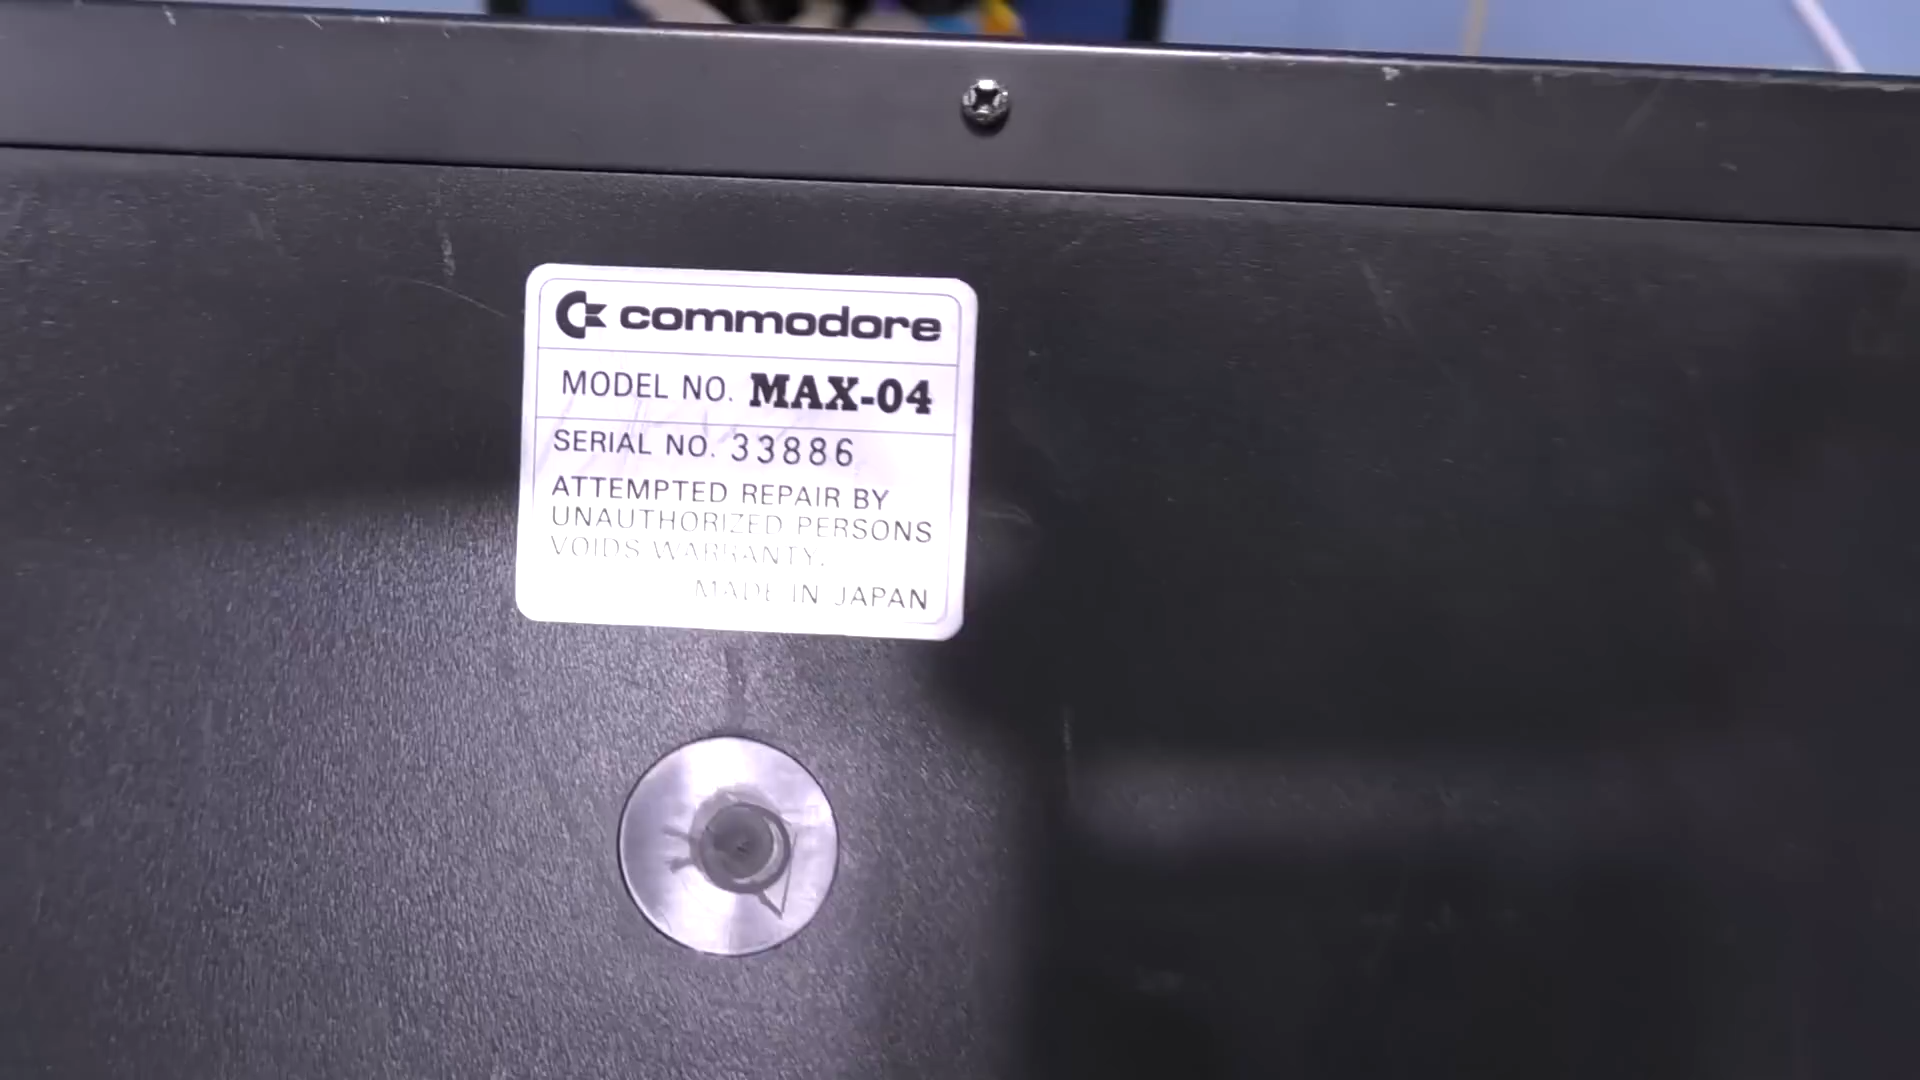 commodore
MODEL NO. MAX-04
SERIAL NO. 33886
ATTEMPTED REPAIR BY
UNAUTHORIZED PERSONS
VOIDS WARRANTY.
MADE IN JAPAN